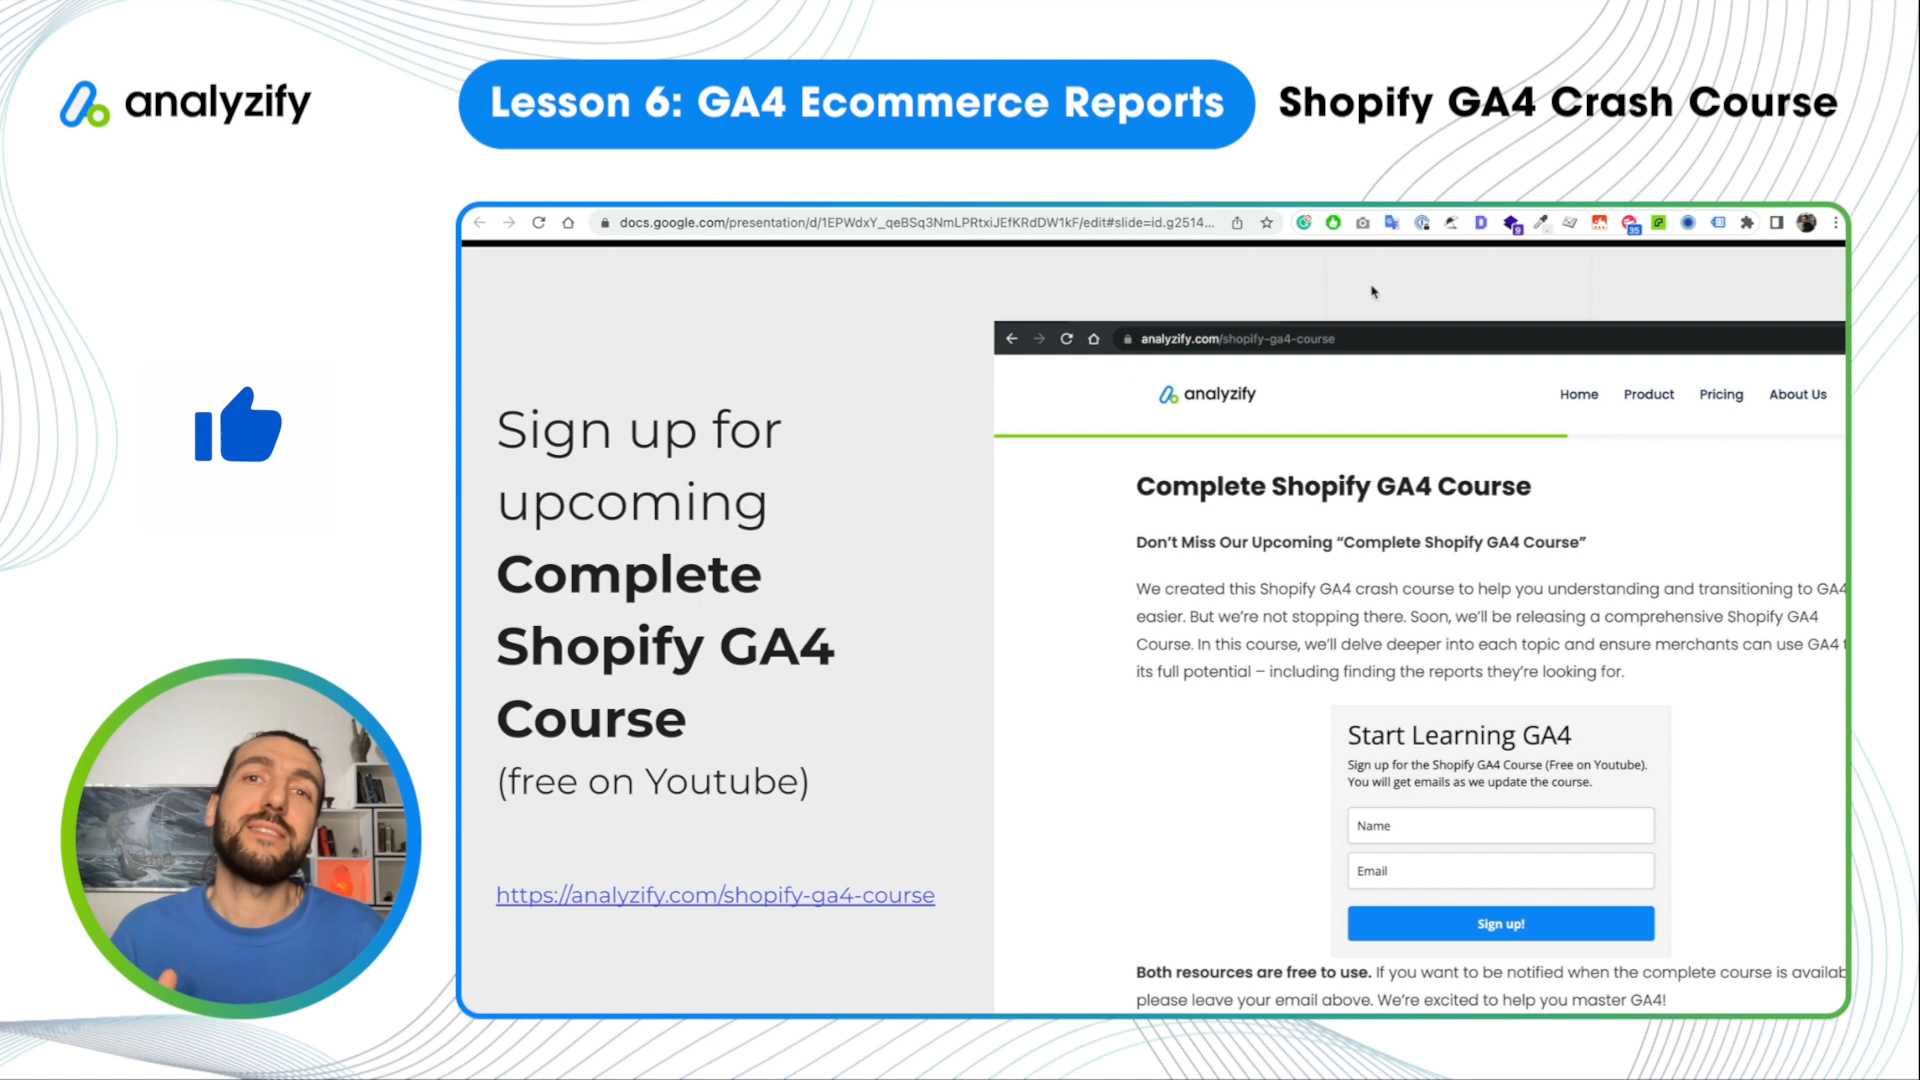 analyzify
Lesson 6: GA4 Ecommerce Reports
Shopify GA4 Crash Course
docs.google.com/presentation/d/1EPWdxY_qeBSq3NmLPRtxiJEfKRdDW1kF/edit#slide=id.g2514...
D
9
35
Sign up for
upcoming
Complete
Shopify GA4
Course
(free on Youtube)
https://analyzify.com/shopify-ga4-course
analyzify.com/shopify-ga4-course
analyzify
Home
Product
Pricing
About Us
Complete Shopify GA4 Course
Don't Miss Our Upcoming “Complete Shopify GA4 Course”
We created this Shopify GA4 crash course to help you understanding and transitioning to GA4
easier. But we're not stopping there. Soon, we'll be releasing a comprehensive Shopify GA4
Course. In this course, we'll delve deeper into each topic and ensure merchants can use GA4
its full potential – including finding the reports they're looking for.
Start Learning GA4
Sign up for the Shopify GA4 Course (Free on Youtube).
You will get emails as we update the course.
Name
Email
Sign up!
Both resources are free to use. If you want to be notified when the complete course is availab
please leave your email above. We're excited to help you master GA4!